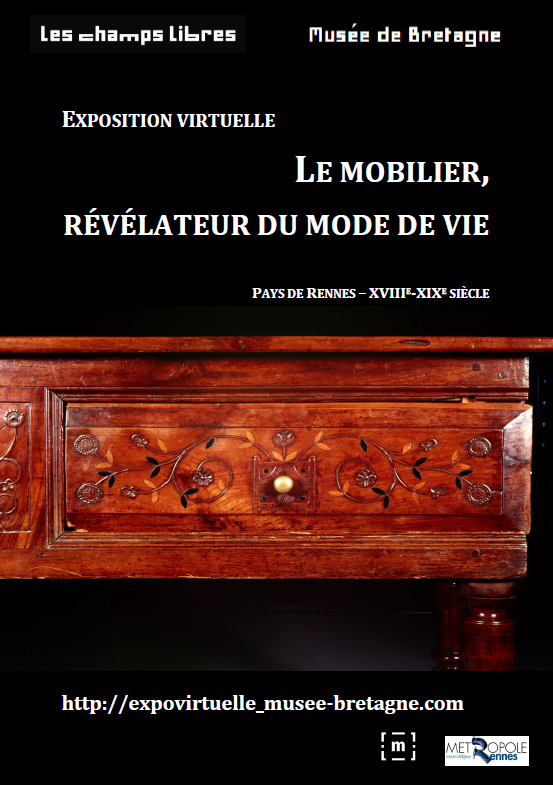 Les champs Libres
Musée de Bretagne
EXPOSITION VIRTUELLE
LE MOBILIER,
RÉVÉLATEUR DU MODE DE VIE
PAYS DE RENNES – XVIIIE-XIXE SIÈCLE
http://expovirtuelle_musee-bretagne.com
[m]
METROPOLE
Rennes